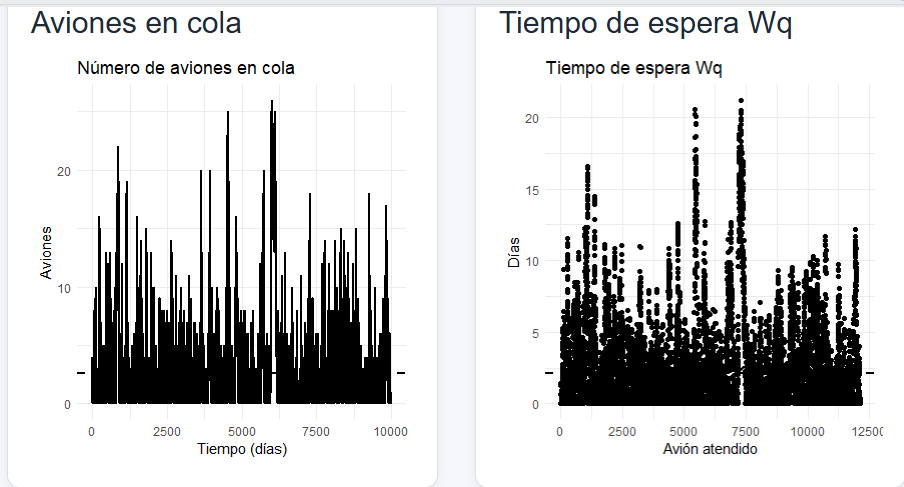 Aviones en cola
Número de aviones en cola
Aviones
20
10
0
0 2500 5000 7500 10000
Tiempo (días)
Tiempo de espera Wq
Tiempo de espera Wq
Días
20
15
10
5
0
0 2500 5000 7500 10000 12500
Avión atendido